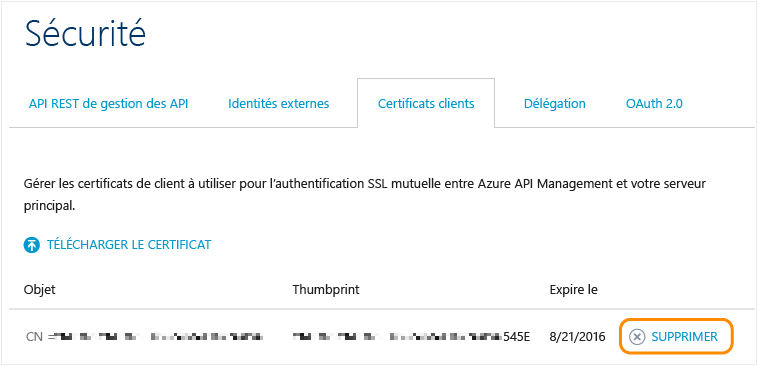 Sécurité
API REST de gestion des API Identités externes Certificats clients Délégation OAuth 2.0
Gérer les certificats de client à utiliser pour l'authentification SSL mutuelle entre Azure API Management et votre serveur
principal.
TÉLÉCHARGER LE CERTIFICAT
Objet Thumbprint Expire le
CN = 545E 8/21/2016 SUPPRIMER